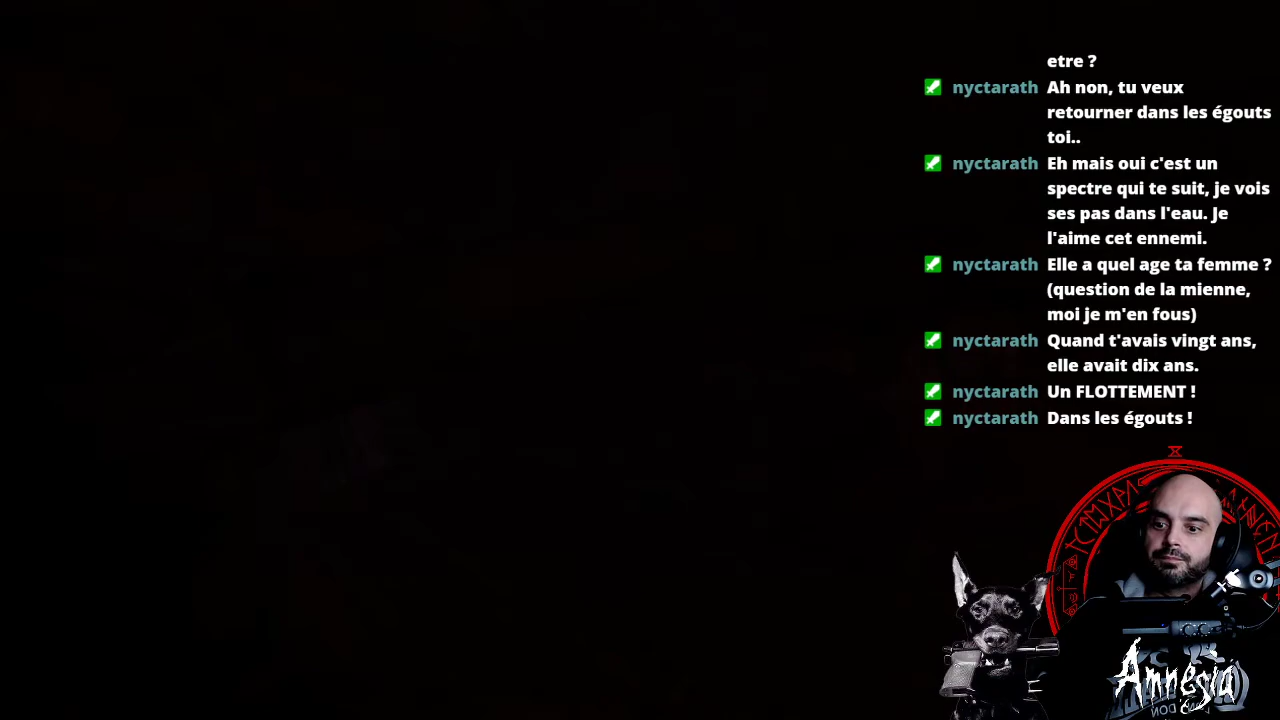 etre ?
nyctarath Ah non, tu veux
retourner dans les égouts
toi..
nyctarath Eh mais oui c'est un
spectre qui te suit, je vois
ses pas dans l'eau. Je
l'aime cet ennemi.
nyctarath Elle a quel age ta femme ?
(question de la mienne,
moi je m'en fous)
nyctarath Quand t'avais vingt ans,
elle avait dix ans.
nyctarath Un FLOTTEMENT !
nyctarath Dans les égouts !
Amnesia